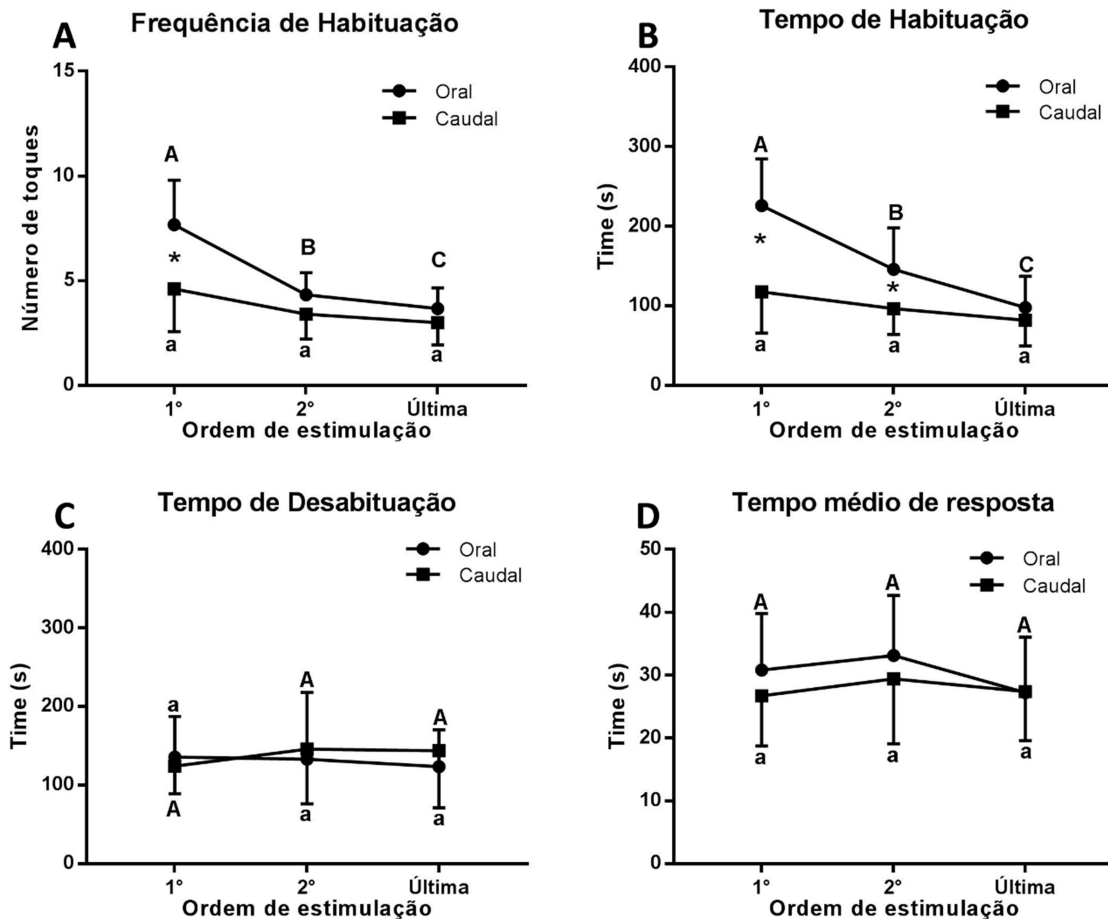 A
Frequência de Habituação
Número de toques
15
10
5
0
Oral
Caudal
A
*
B
C
a
a
a
1°
2°
Última
Ordem de estimulação
B
Tempo de Habituação
Time (s)
400
300
200
100
0
Oral
Caudal
A
*
B
*
C
a
a
a
1°
2°
Última
Ordem de estimulação
C
Tempo de Desabituação
Time (s)
400
300
200
100
0
Oral
Caudal
a
A
A
A
a
a
1°
2°
Última
Ordem de estimulação
D
Tempo médio de resposta
Time (s)
50
40
30
20
10
0
Oral
Caudal
A
A
A
a
a
a
1°
2°
Última
Ordem de estimulação